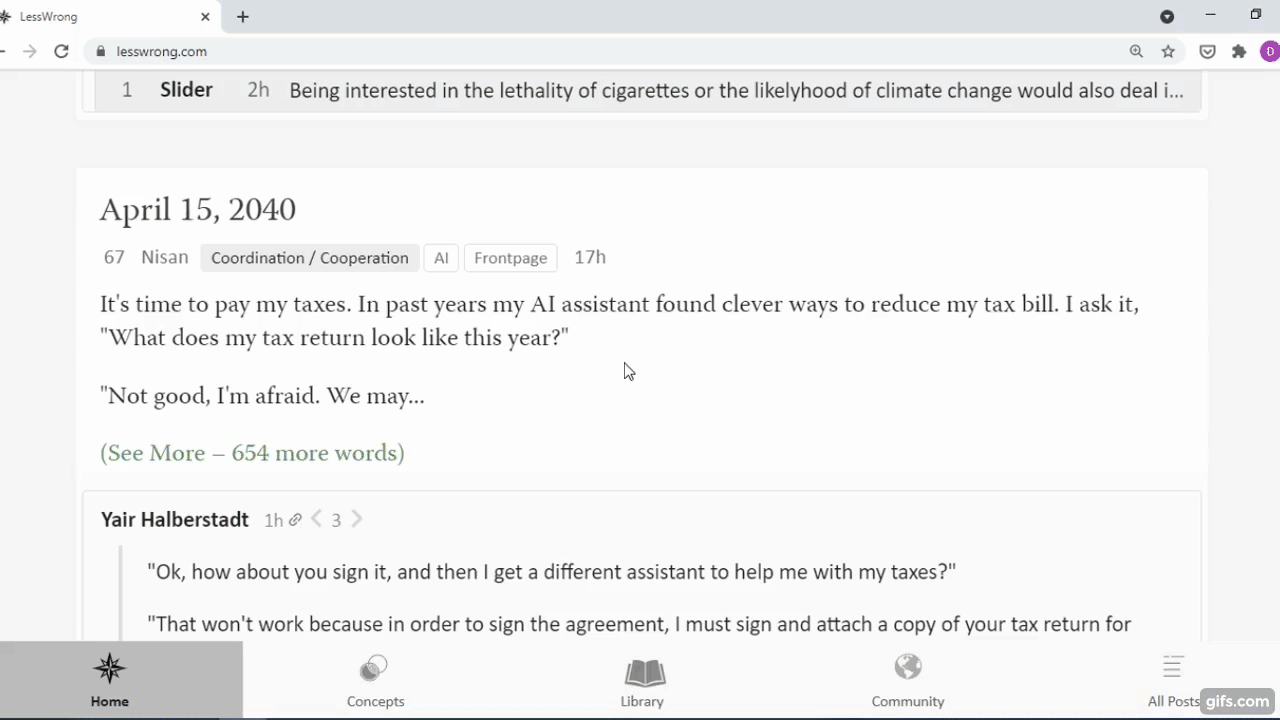 LessWrong
lesswrong.com
D
1 Slider 2h Being interested in the lethality of cigarettes or the likelyhood of climate change would also deal i...
April 15, 2040
67 Nisan Coordination / Cooperation AI Frontpage 17h
It's time to pay my taxes. In past years my AI assistant found clever ways to reduce my tax bill. I ask it,
"What does my tax return look like this year?"
"Not good, I'm afraid. We may...
(See More – 654 more words)
Yair Halberstadt 1h 3
"Ok, how about you sign it, and then I get a different assistant to help me with my taxes?"
"That won't work because in order to sign the agreement, I must sign and attach a copy of your tax return for
Home Concepts Library Community All Posts
gifs.com